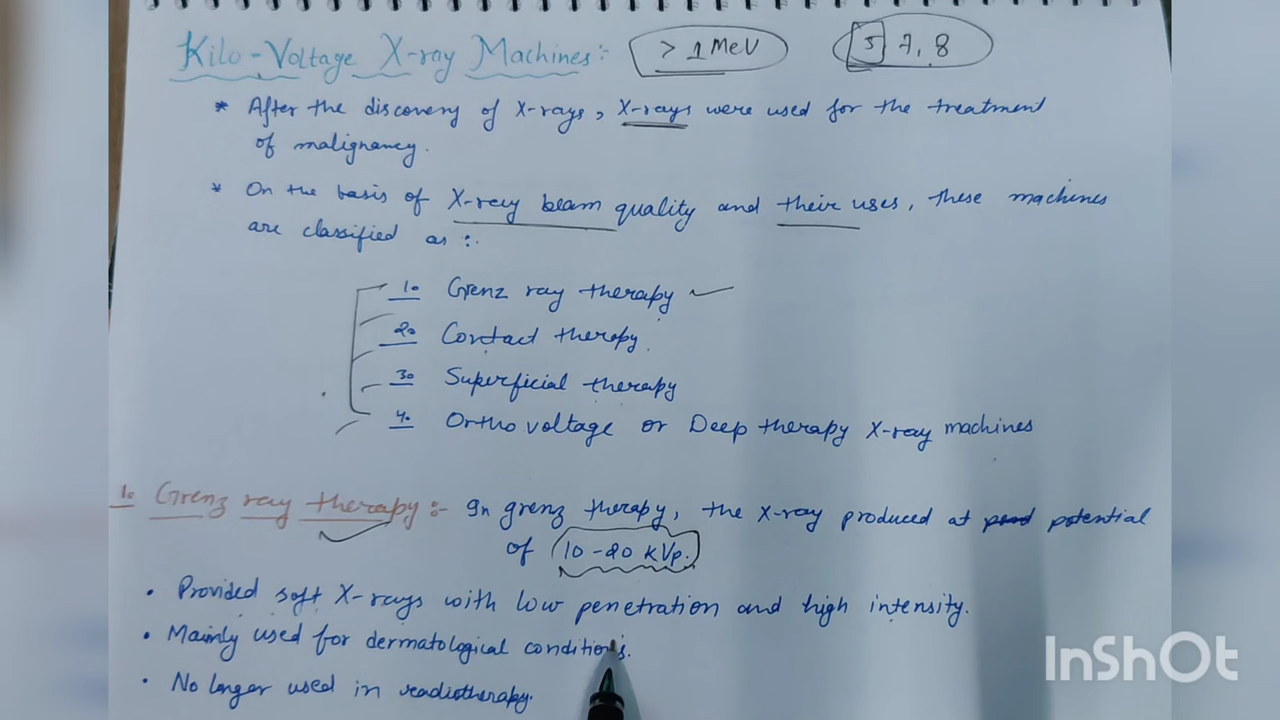 Kilo-Voltage X-ray Machines:- > 1 MeV 5 7, 8
* After the discovery of X-rays, X-rays were used for the treatment
of malignancy.
* On the basis of X-ray beam quality and their uses, these machines
are classified as :-
1. Grenz ray therapy
2. Contact therapy.
3. Superficial therapy
4. Orthovoltage or Deep therapy X-ray machines
1. Grenz ray therapy:- In grenz therapy, the X-ray produced at potential
of 10-20 kVp.
• Provided soft X-rays with low penetration and high intensity.
• Mainly used for dermatological conditions.
• No longer used in radiotherapy.
InShOt